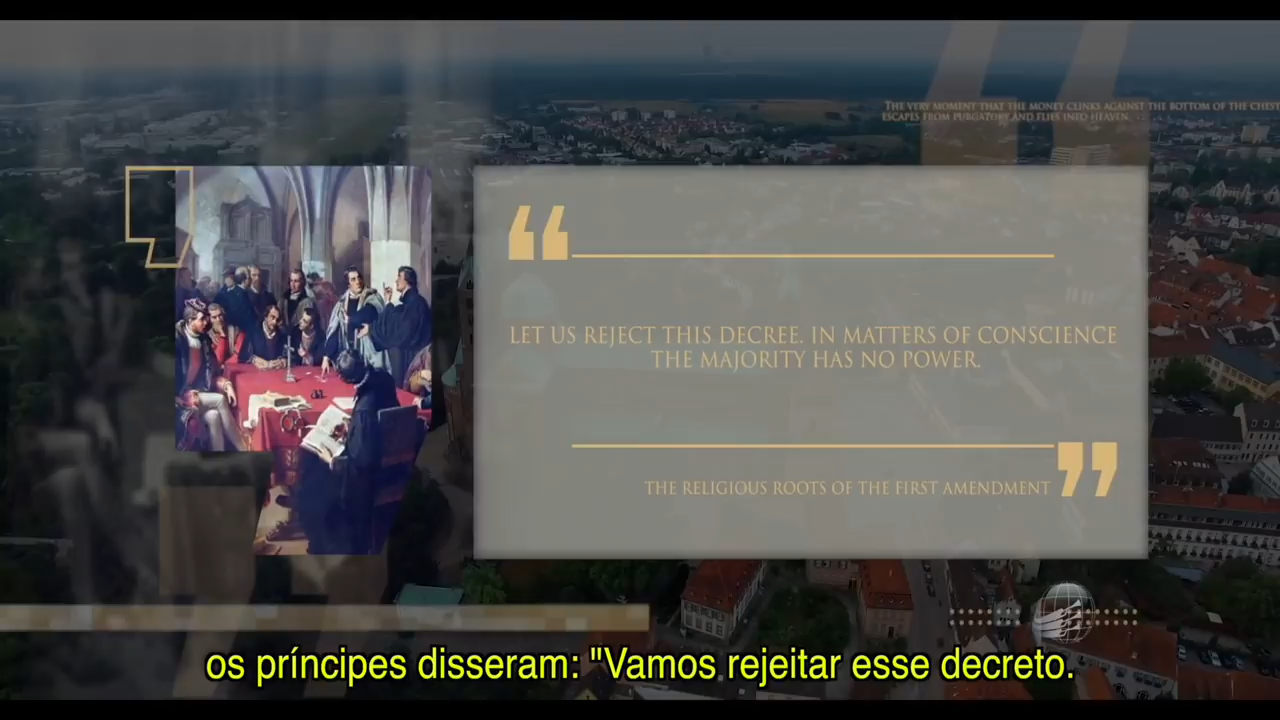 THE VERY MOMENT THAT THE MONEY CLINKS AGAINST THE BOTTOM OF THE CHEST
ESCAPES FROM PURGATORY AND FLIES INTO HEAVEN.
LET US REJECT THIS DECREE. IN MATTERS OF CONSCIENCE
THE MAJORITY HAS NO POWER.
THE RELIGIOUS ROOTS OF THE FIRST AMENDMENT
os príncipes disseram: "Vamos rejeitar esse decreto.